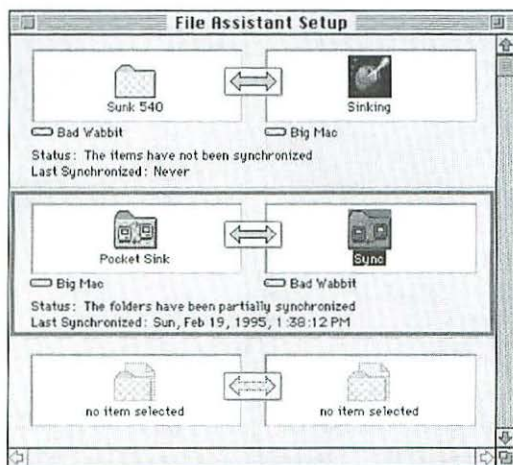 File Assistant Setup
Sunk 540
Sinking
Bad Wabbit
Big Mac
Status: The items have not been synchronized
Last Synchronized: Never
Pocket Sink
Sync
Big Mac
Bad Wabbit
Status: The folders have been partially synchronized
Last Synchronized: Sun, Feb 19, 1995, 1:38:12 PM
no item selected
no item selected